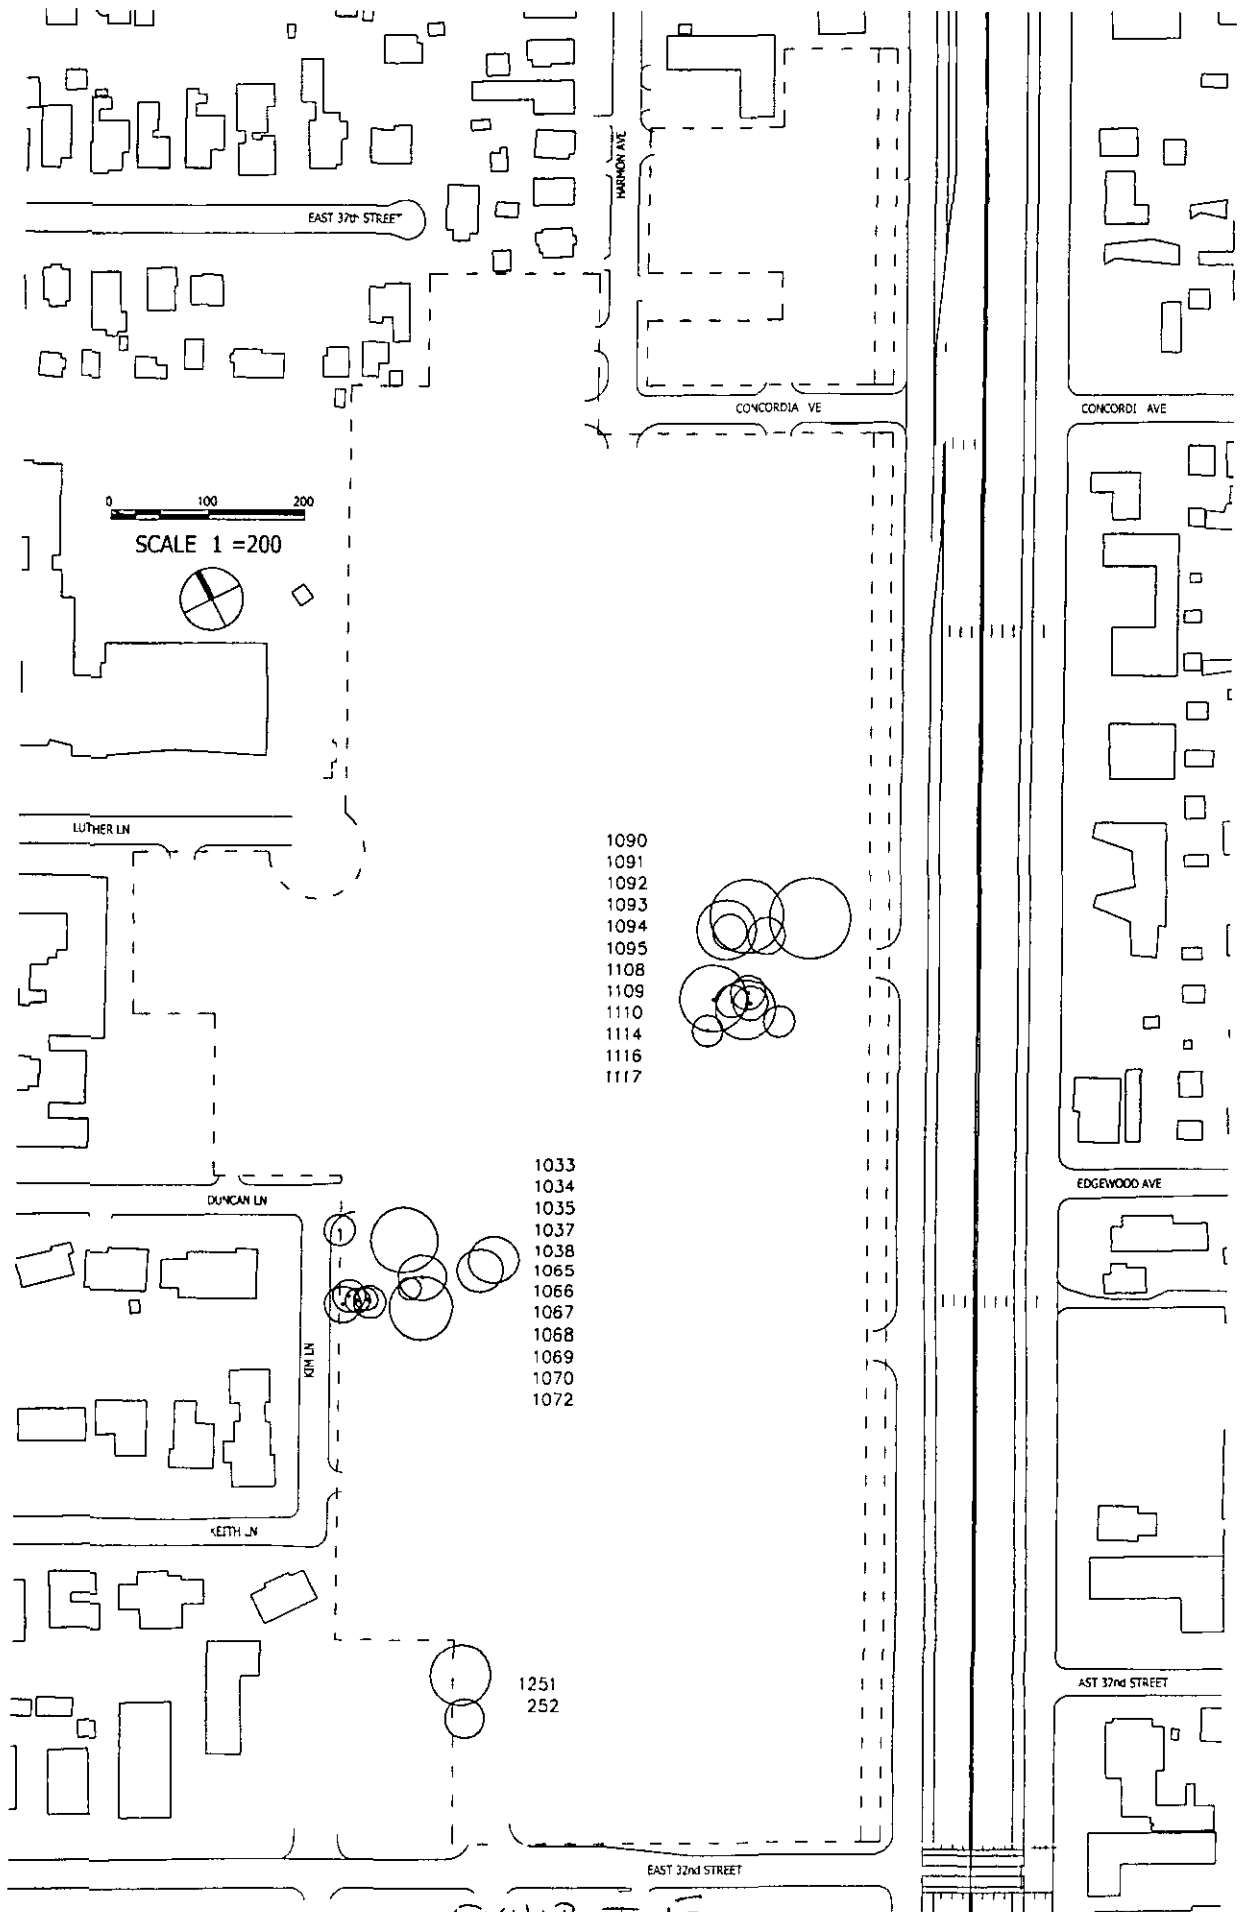 HARMON AVE
EAST 37th STREET
CONCORDIA VE
CONCORDI AVE
0 100 200
SCALE 1 =200
LUTHER LN
1090
1091
1092
1093
1094
1095
1108
1109
1110
1114
1116
1117
1033
1034
1035
1037
1038
1065
1066
1067
1068
1069
1070
1072
DUNCAN LN
EDGEWOOD AVE
KIM LN
KEITH LN
1251
252
AST 32nd STREET
EAST 32nd STREET